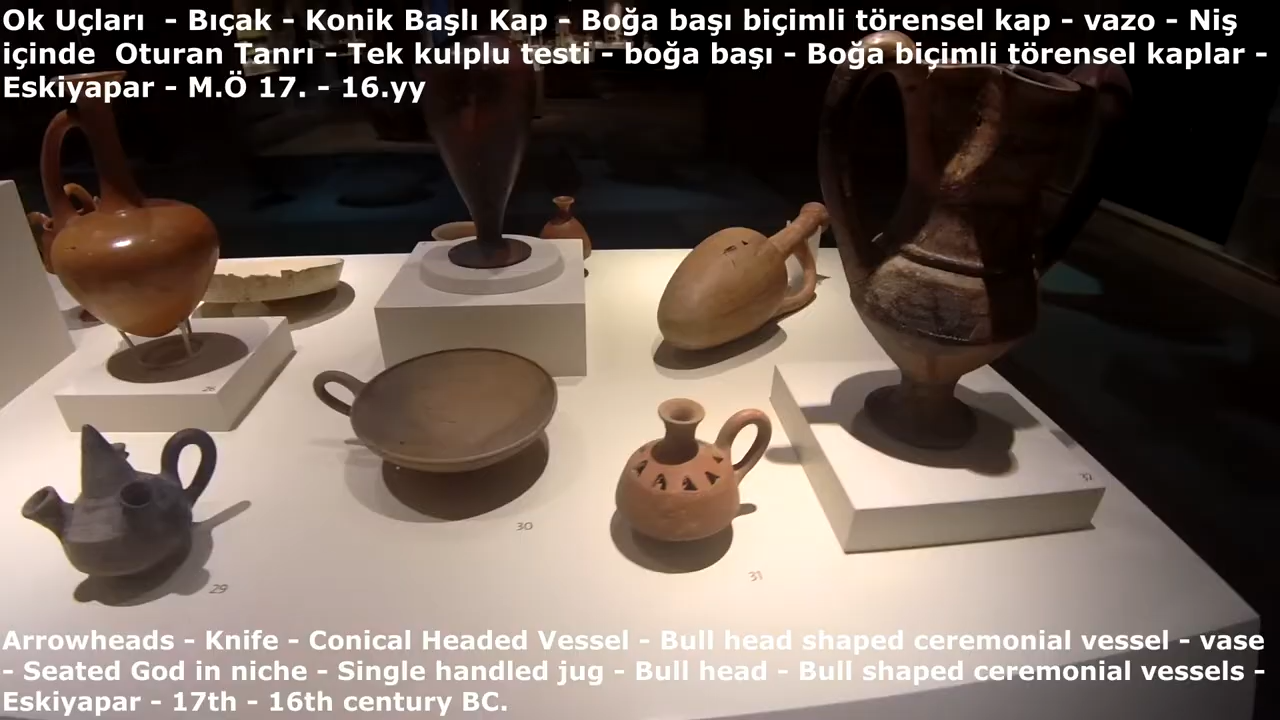 Ok Uçları - Bıçak - Konik Başlı Kap - Boğa başı biçimli törensel kap - vazo - Niş
içinde Oturan Tanrı - Tek kulplu testi - boğa başı - Boğa biçimli törensel kaplar -
Eskiyapar - M.Ö 17. - 16.yy
26
32
30
31
29
Arrowheads - Knife - Conical Headed Vessel - Bull head shaped ceremonial vessel - vase
- Seated God in niche - Single handled jug - Bull head - Bull shaped ceremonial vessels -
Eskiyapar - 17th - 16th century BC.